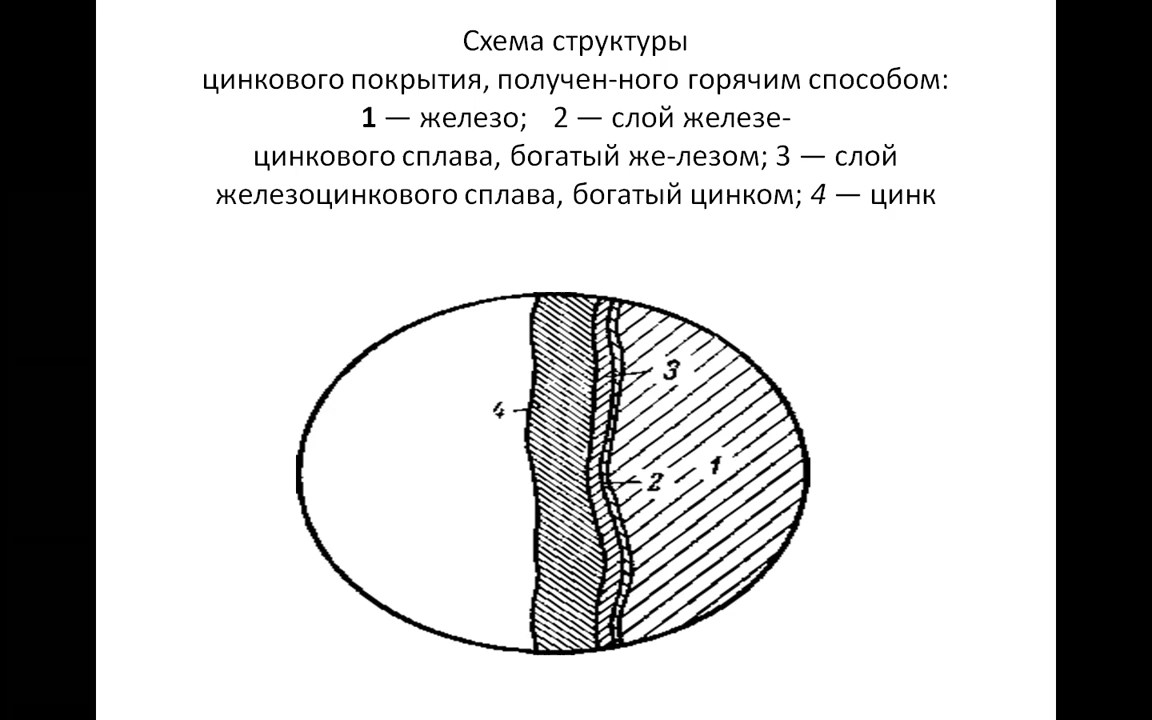 Схема структуры
цинкового покрытия, получен-ного горячим способом:
1 — железо; 2 — слой железе-
цинкового сплава, богатый же-лезом; 3 — слой
железоцинкового сплава, богатый цинком; 4 — цинк
3
4
1
2